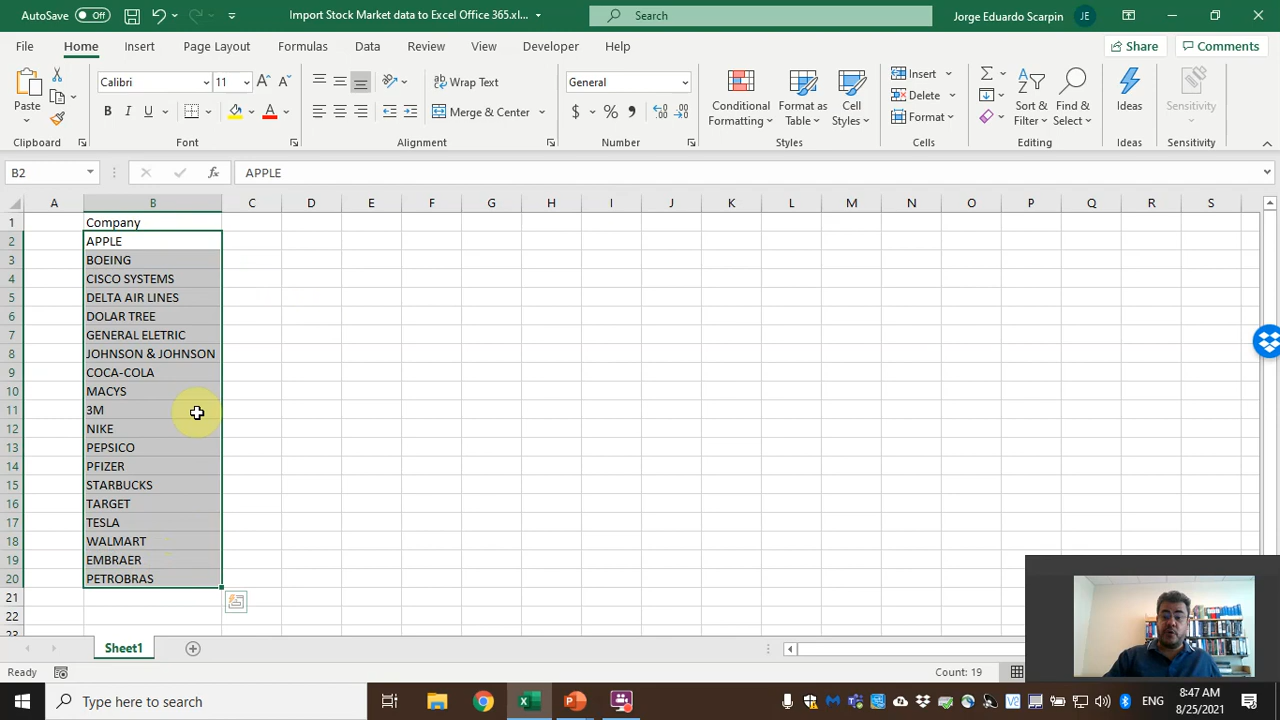 AutoSave Off
Import Stock Market data to Excel Office 365.xl...
Search
Jorge Eduardo Scarpin
JE
File Home Insert Page Layout Formulas Data Review View Developer Help
Share Comments
Paste
Calibri 11
B I U
Wrap Text
Merge & Center
General
$ % ,
Conditional Formatting
Format as Table
Cell Styles
Insert
Delete
Format
Sort & Filter
Find & Select
Ideas
Sensitivity
Clipboard Font Alignment Number Styles Cells Editing Ideas Sensitivity
B2 fx APPLE
A B C D E F G H I J K L M N O P Q R S
1 Company
2 APPLE
3 BOEING
4 CISCO SYSTEMS
5 DELTA AIR LINES
6 DOLAR TREE
7 GENERAL ELETRIC
8 JOHNSON & JOHNSON
9 COCA-COLA
10 MACYS
11 3M
12 NIKE
13 PEPSICO
14 PFIZER
15 STARBUCKS
16 TARGET
17 TESLA
18 WALMART
19 EMBRAER
20 PETROBRAS
21
22
23
Sheet1
Ready
Count: 19
Type here to search
ENG
8:47 AM
8/25/2021